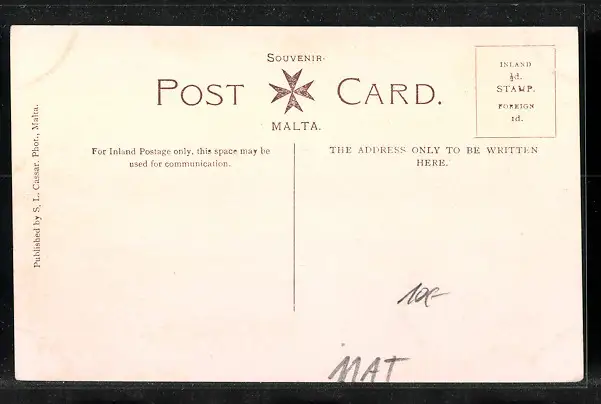 SOUVENIR.
POST CARD.
MALTA.
INLAND
½d.
STAMP.
FOREIGN
1d.
For Inland Postage only, this space may be
used for communication.
THE ADDRESS ONLY TO BE WRITTEN
HERE.
Published by S. L. Cassar, Phot., Malta.
10€-
MAT